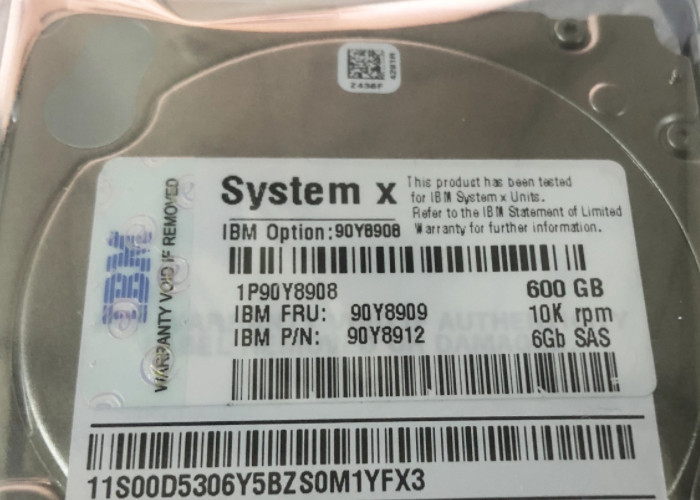 Z496F
System x
This product has been tested
for IBM System x Units.
Refer to the IBM Statement of Limited
Warranty for further information.
IBM Option:90Y8908
1P90Y8908
600 GB
IBM FRU: 90Y8909
10K rpm
IBM P/N: 90Y8912
6Gb SAS
IBM
WARRANTY VOID IF REMOVED
11S00D5306Y5BZS0M1YFX3